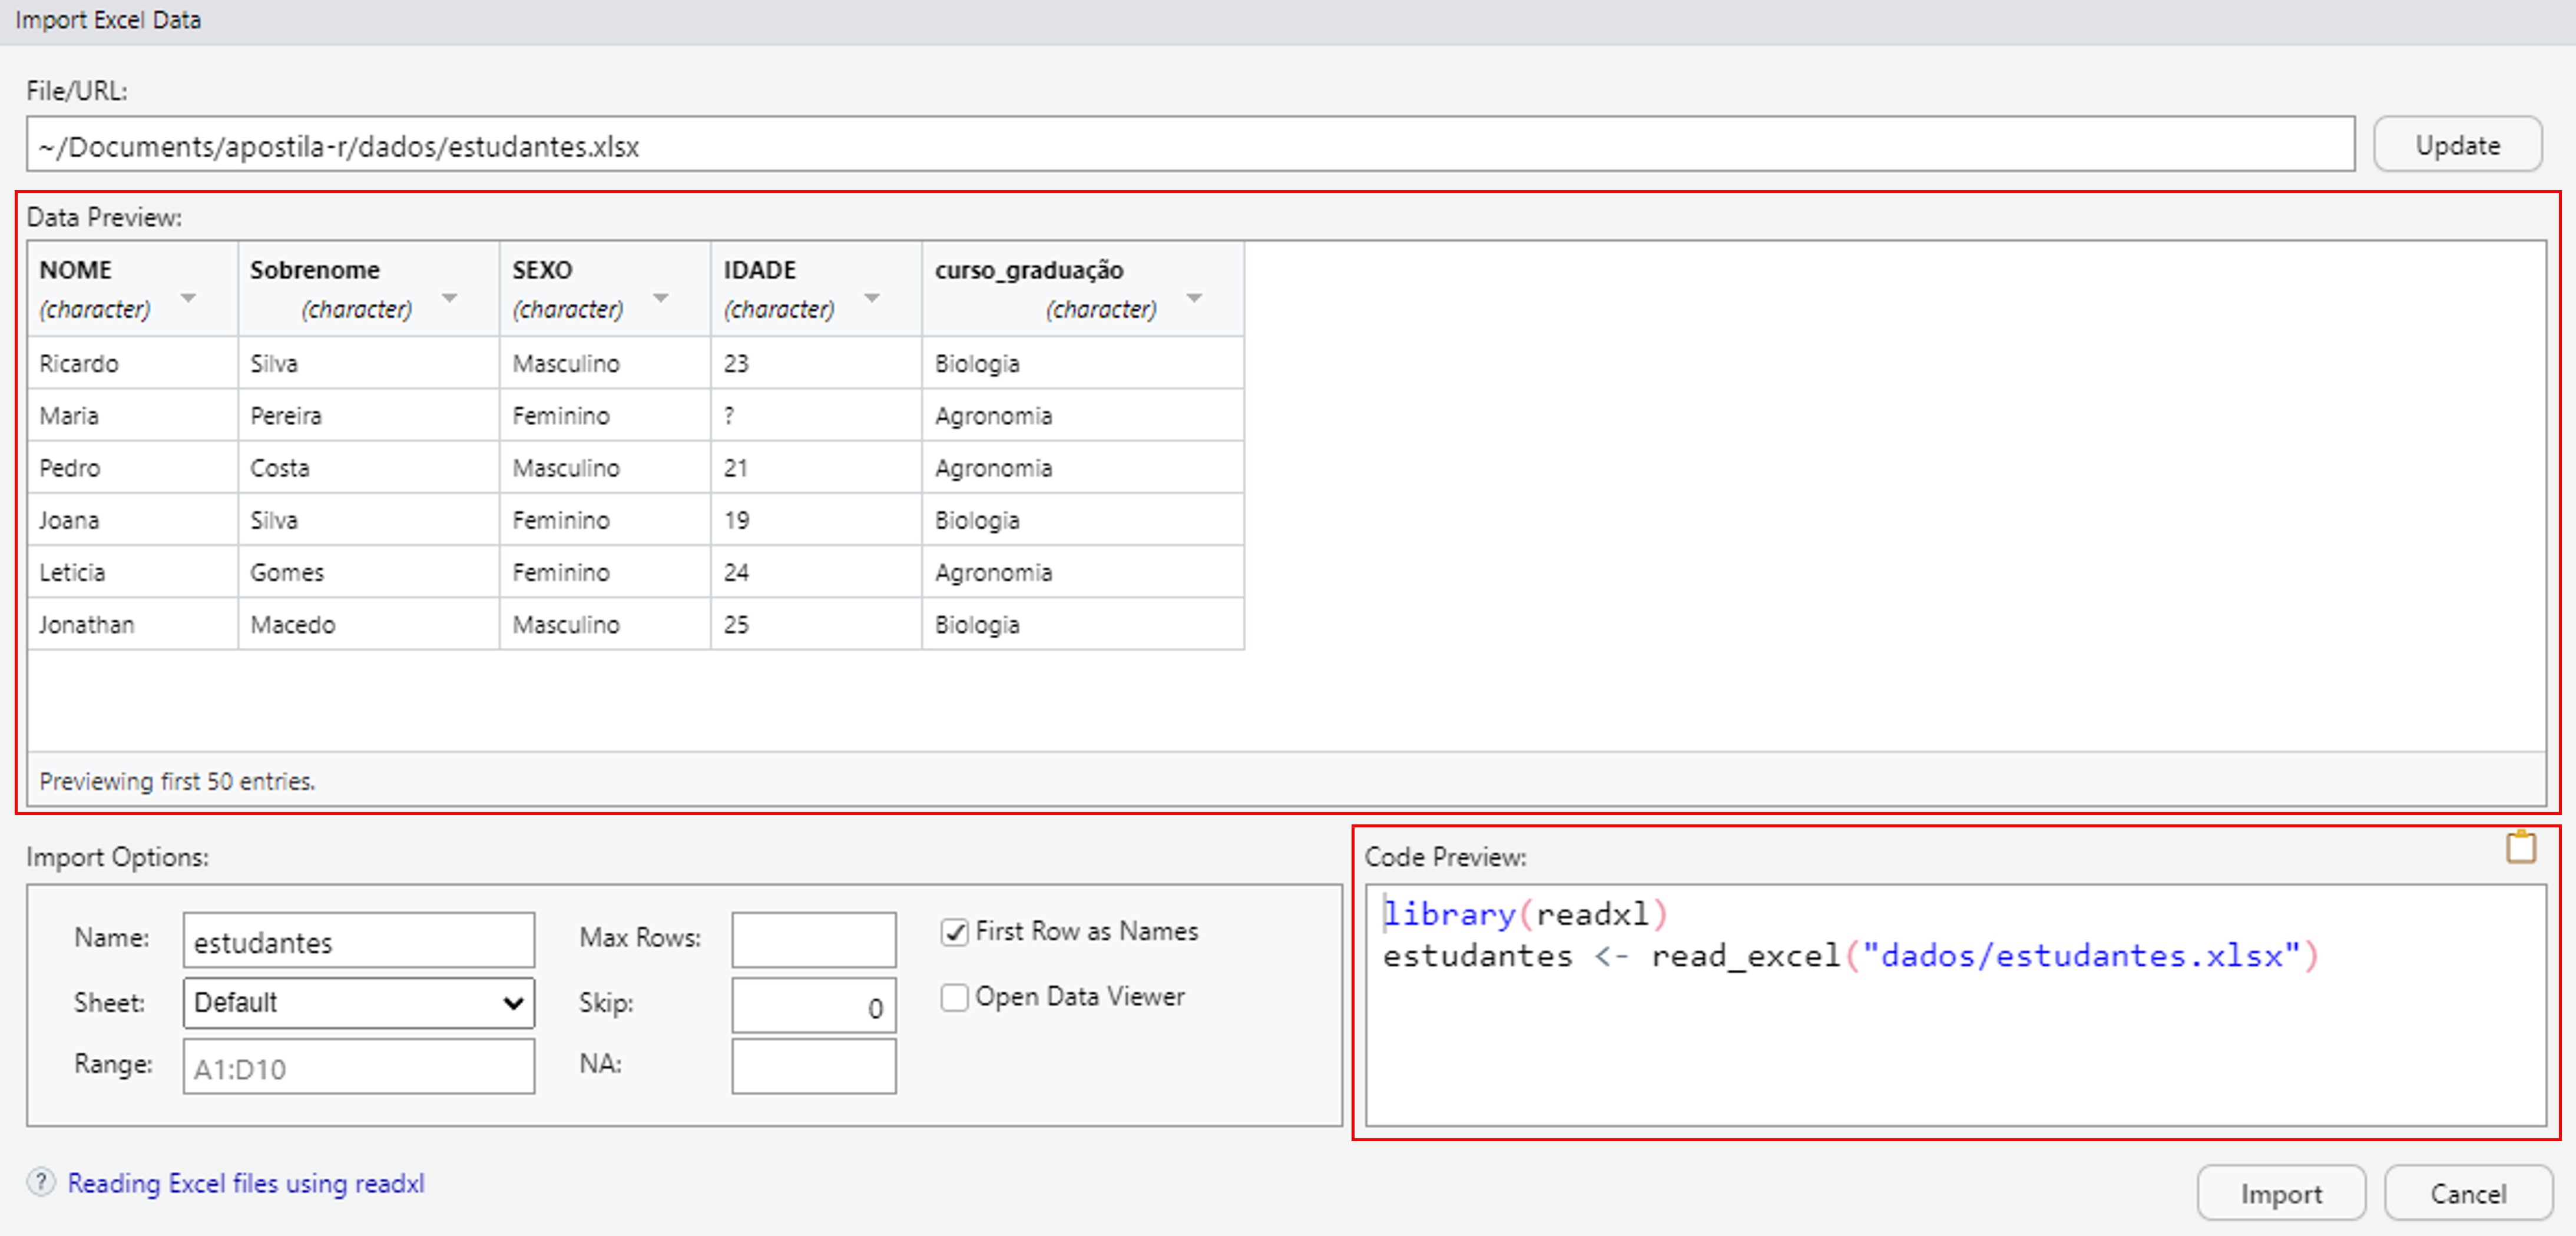 Import Excel Data
File/URL:
~/Documents/apostila-r/dados/estudantes.xlsx
Update
Data Preview:
NOME Sobrenome SEXO IDADE curso_graduação
(character) (character) (character) (character) (character)
Ricardo Silva Masculino 23 Biologia
Maria Pereira Feminino ? Agronomia
Pedro Costa Masculino 21 Agronomia
Joana Silva Feminino 19 Biologia
Leticia Gomes Feminino 24 Agronomia
Jonathan Macedo Masculino 25 Biologia
Previewing first 50 entries.
Import Options:
Name: estudantes Max Rows: First Row as Names
Sheet: Default Skip: 0 Open Data Viewer
Range: A1:D10 NA:
Code Preview:
library(readxl)
estudantes <- read_excel("dados/estudantes.xlsx")
? Reading Excel files using readxl
Import Cancel